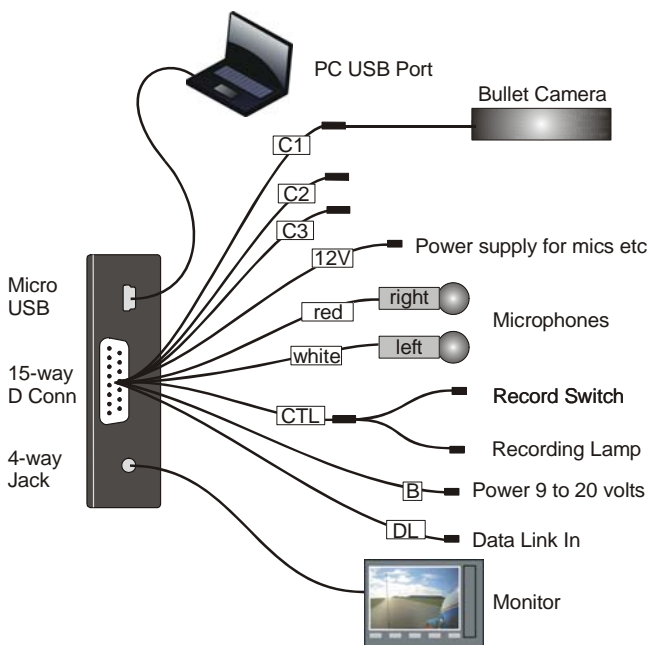 PC USB Port
Bullet Camera
C1
C2
C3
12V
Power supply for mics etc
Micro
USB
red
right
Microphones
white
left
15-way
D Conn
CTL
Record Switch
Recording Lamp
4-way
Jack
B
Power 9 to 20 volts
DL
Data Link In
Monitor